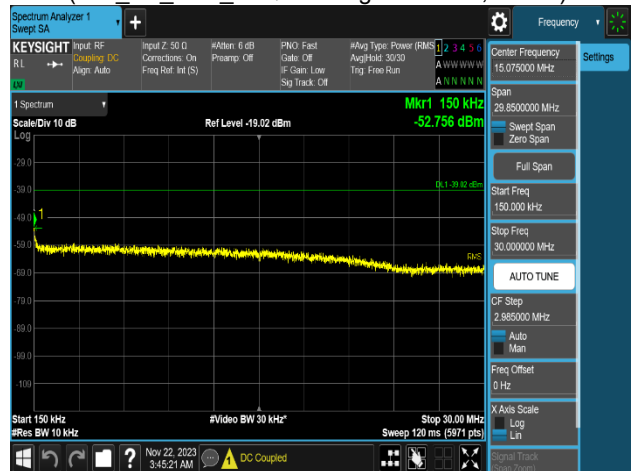 Spectrum Analyzer 1
Swept SA
Frequency
KEYSIGHT
Input: RF
Coupling: DC
Align: Auto
Input Z: 50 Ω
Corrections: On
Freq Ref: Int (S)
#Atten: 6 dB
Preamp: Off
PNO: Fast
Gate: Off
IF Gain: Low
Sig Track: Off
#Avg Type: Power (RMS
Avg|Hold: 30/30
Trig: Free Run
1 2 3 4 5 6
A W W W W W
A N N N N N
R L
LV
Center Frequency
15.075000 MHz
Settings
Span
29.8500000 MHz
Swept Span
Zero Span
Full Span
Start Freq
150.000 kHz
Stop Freq
30.000000 MHz
AUTO TUNE
CF Step
2.985000 MHz
Auto
Man
Freq Offset
0 Hz
X Axis Scale
Log
Lin
Signal Track
(Span Zoom)
1 Spectrum
Scale/Div 10 dB
Ref Level -19.02 dBm
Mkr1 150 kHz
-52.756 dBm
Log
-29.0
-39.0
DL1 -39.02 dBm
-49.0
1
-59.0
RMS
-69.0
-79.0
-89.0
-99.0
-109
Start 150 kHz
#Video BW 30 kHz*
Stop 30.00 MHz
#Res BW 10 kHz
Sweep 120 ms (5971 pts)
?
Nov 22, 2023
3:45:21 AM
DC Coupled